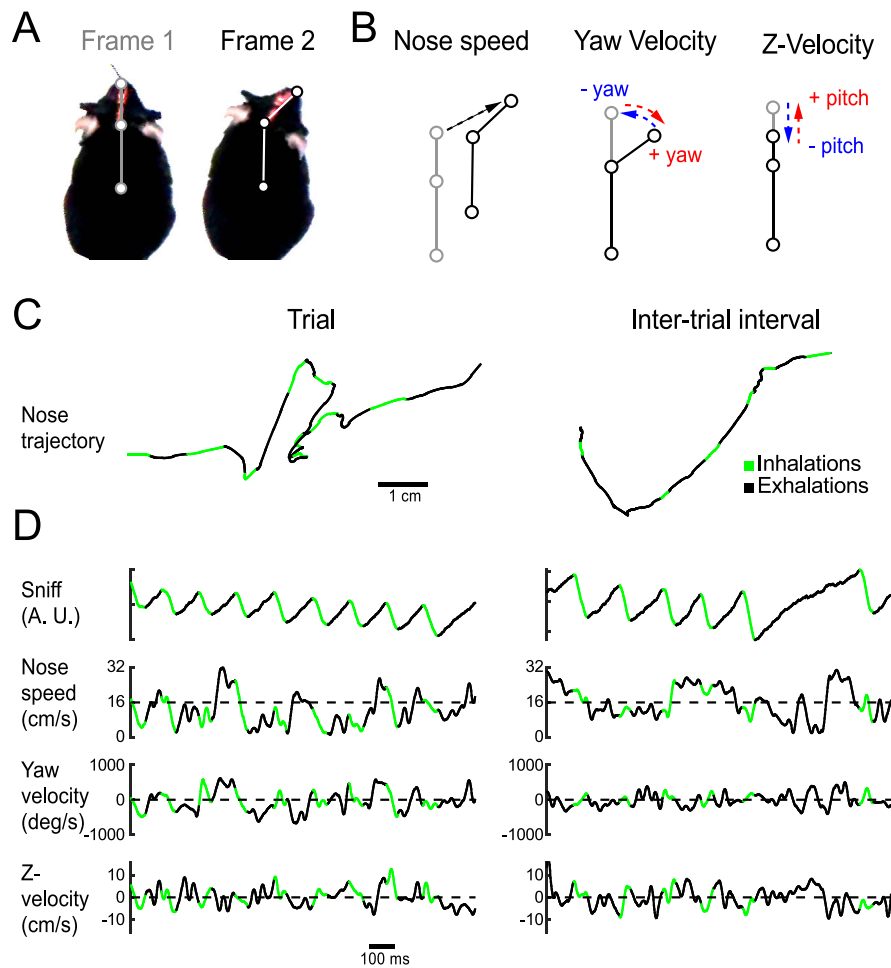 A
Frame 1
Frame 2
B
Nose speed
Yaw Velocity
Z-Velocity
- yaw
+ yaw
+ pitch
- pitch
C
Trial
Inter-trial interval
Nose
trajectory
1 cm
Inhalations
Exhalations
D
Sniff
(A. U.)
Nose
speed
(cm/s)
32
16
0
32
16
0
Yaw
velocity
(deg/s)
1000
0
-1000
1000
0
-1000
Z-
velocity
(cm/s)
10
0
-10
10
0
-10
100 ms